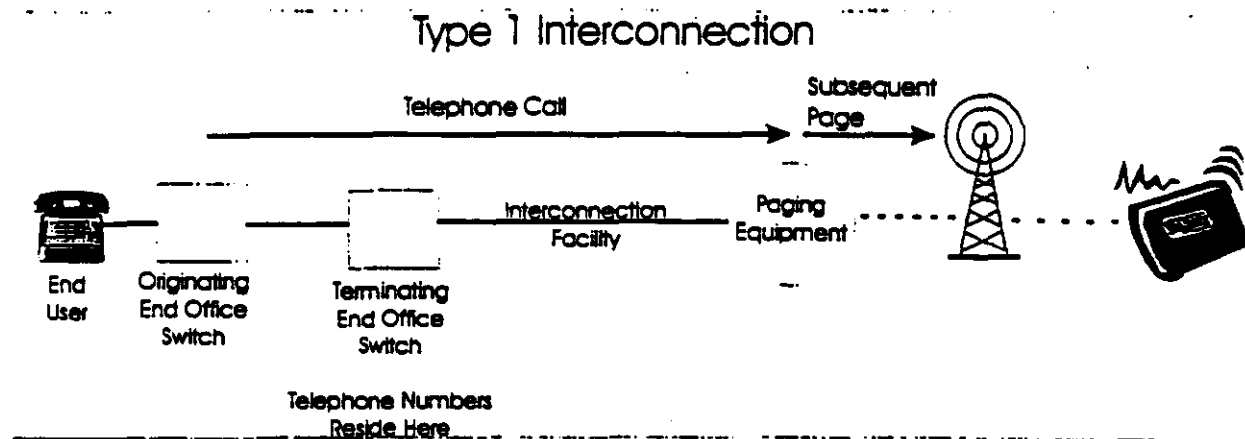 Type 1 Interconnection
Telephone Call
Subsequent
Page
Interconnection
Facility
Paging
Equipment
End
User
Originating
End Office
Switch
Terminating
End Office
Switch
Telephone Numbers
Reside Here